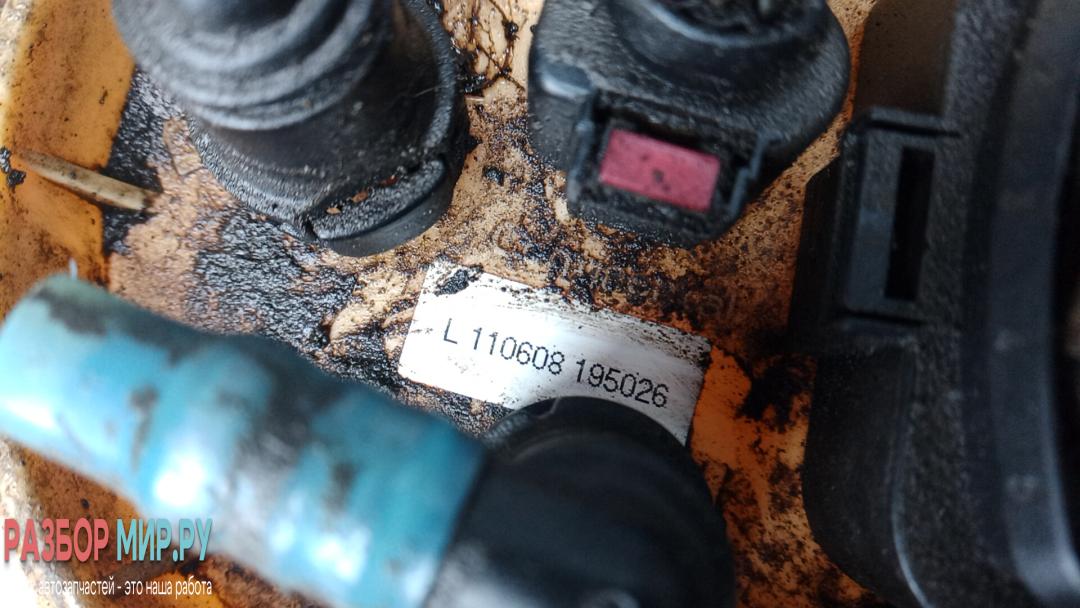 L 110608 195026
РАЗБОР МИР.РУ
автозапчастей - это наша работа